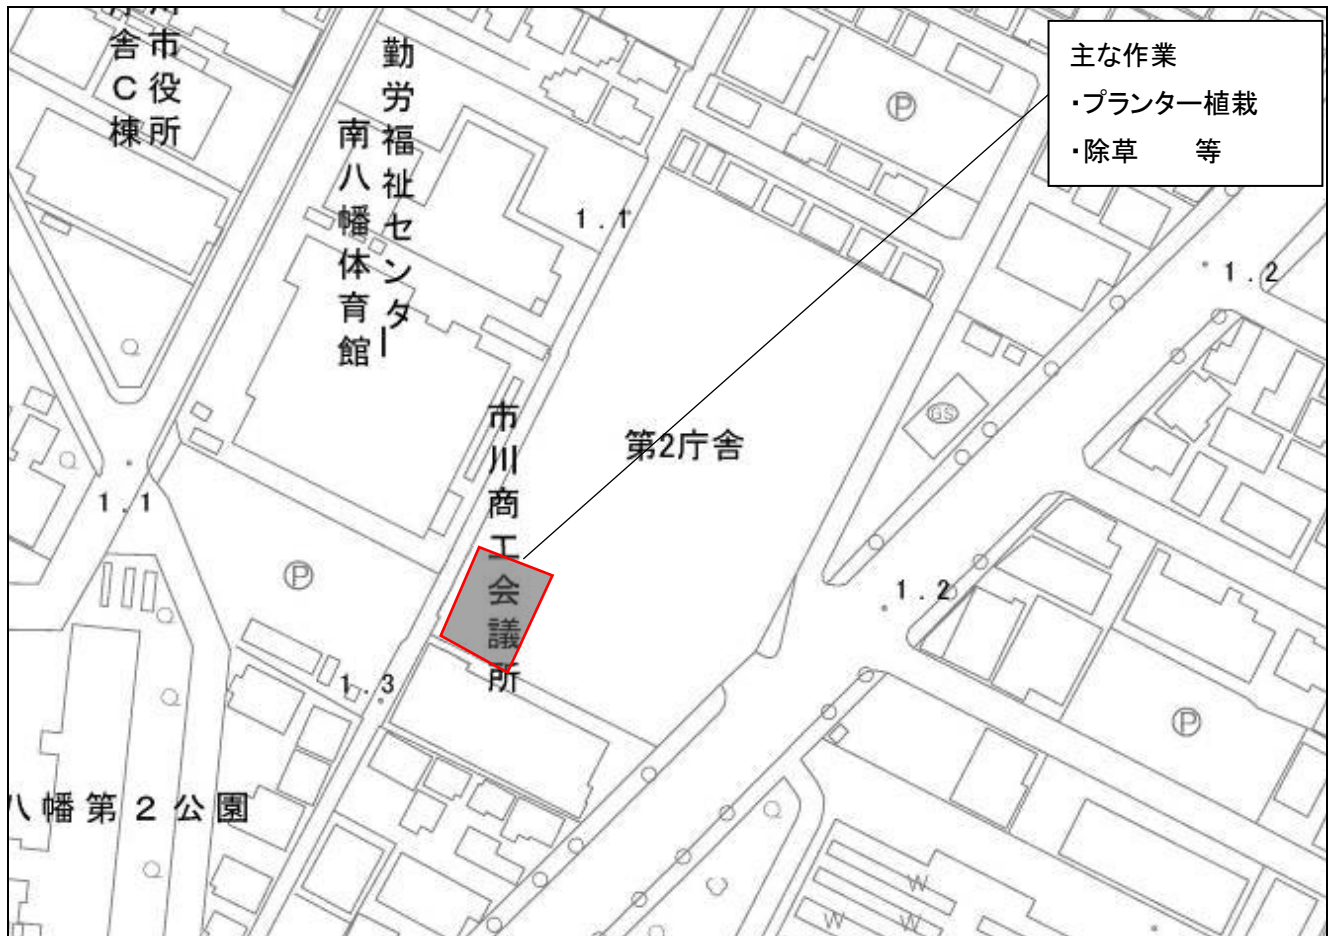 市役所
舎C棟
勤労福祉センター
南八幡体育館
主な作業
・プランター植栽
・除草　　等
P
1.1
1.2
GS
第2庁舎
市川商工会議所
1.1
P
1.2
1.3
P
八幡第2公園
W
W
W